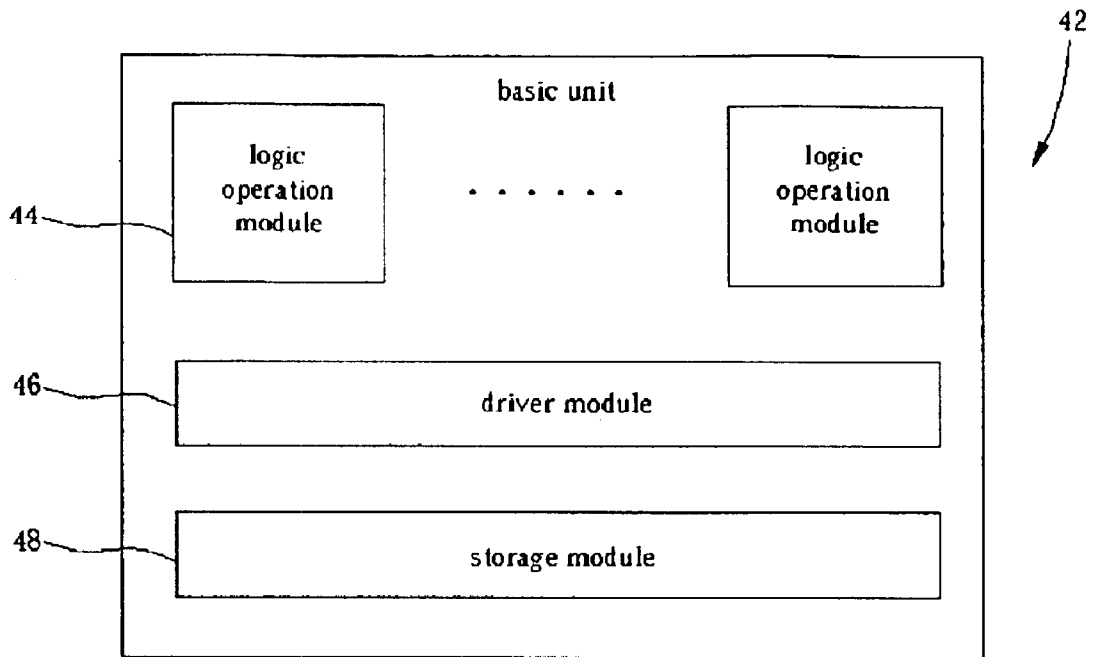 42
basic unit
logic
operation
module
. . . . . .
logic
operation
module
44
46
driver module
48
storage module